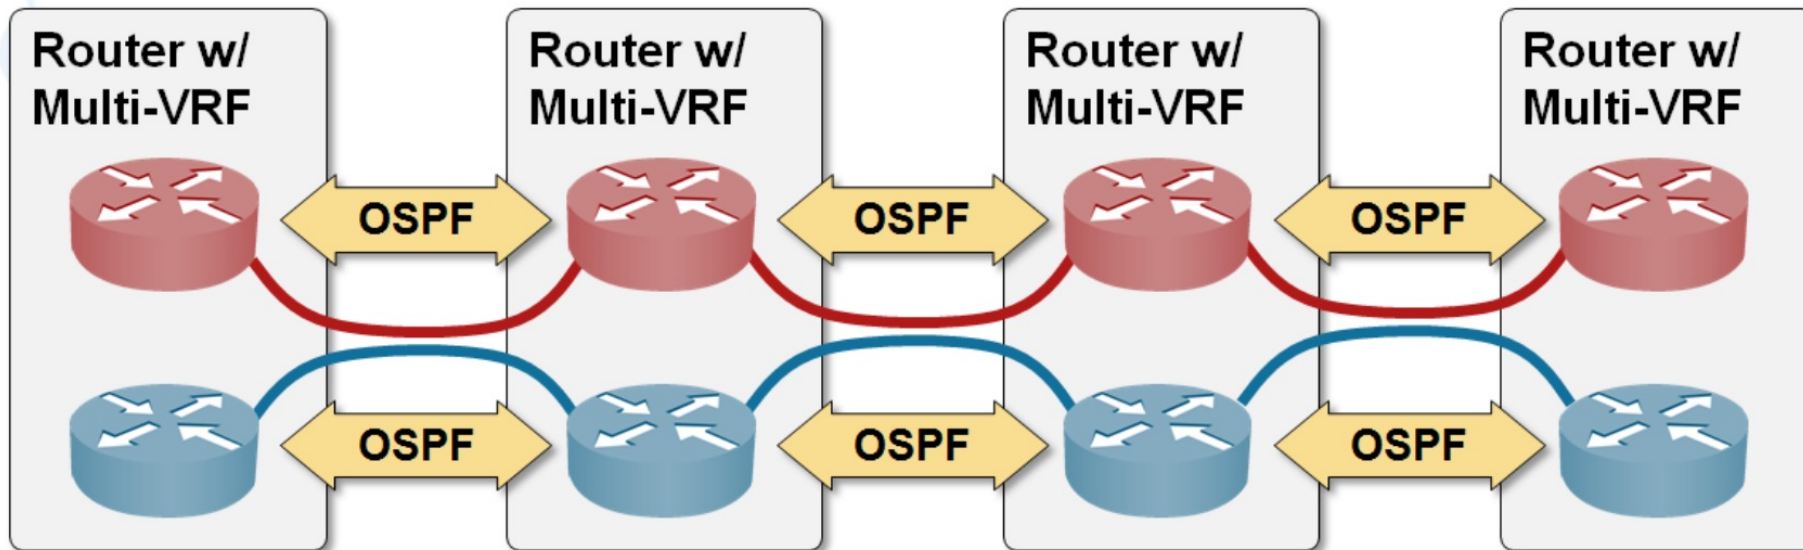 Router w/
Multi-VRF
Router w/
Multi-VRF
Router w/
Multi-VRF
Router w/
Multi-VRF
OSPF
OSPF
OSPF
OSPF
OSPF
OSPF